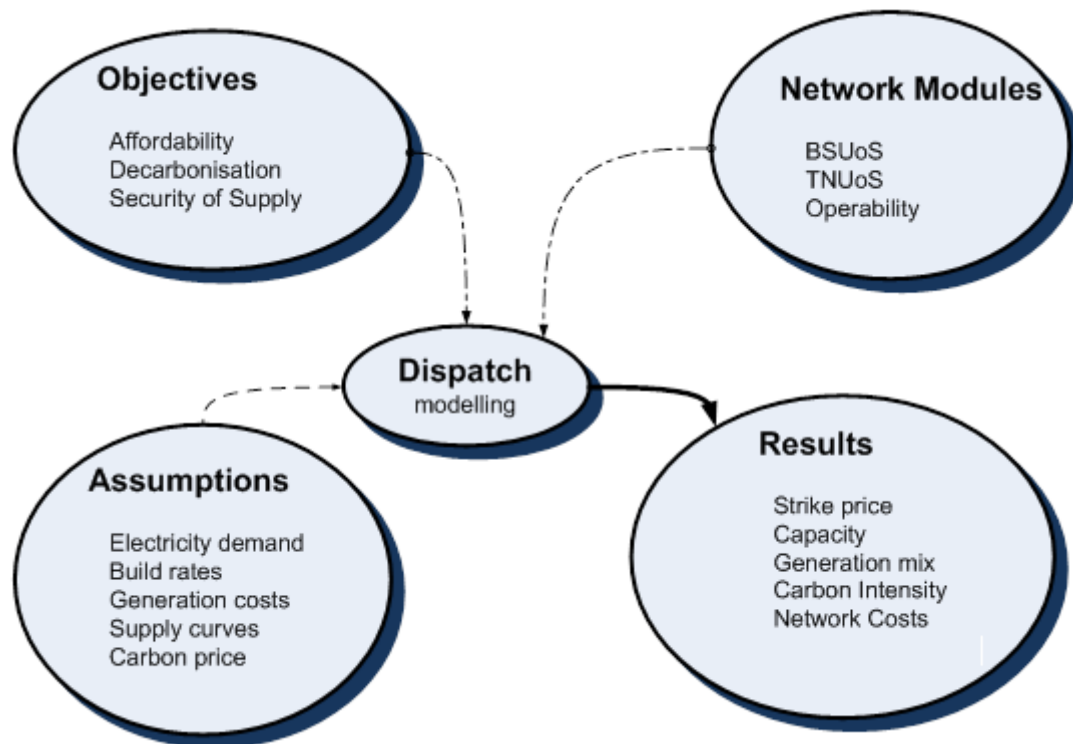 Objectives
Affordability
Decarbonisation
Security of Supply
Network Modules
BSUoS
TNUoS
Operability
Dispatch
modelling
Assumptions
Electricity demand
Build rates
Generation costs
Supply curves
Carbon price
Results
Strike price
Capacity
Generation mix
Carbon Intensity
Network Costs